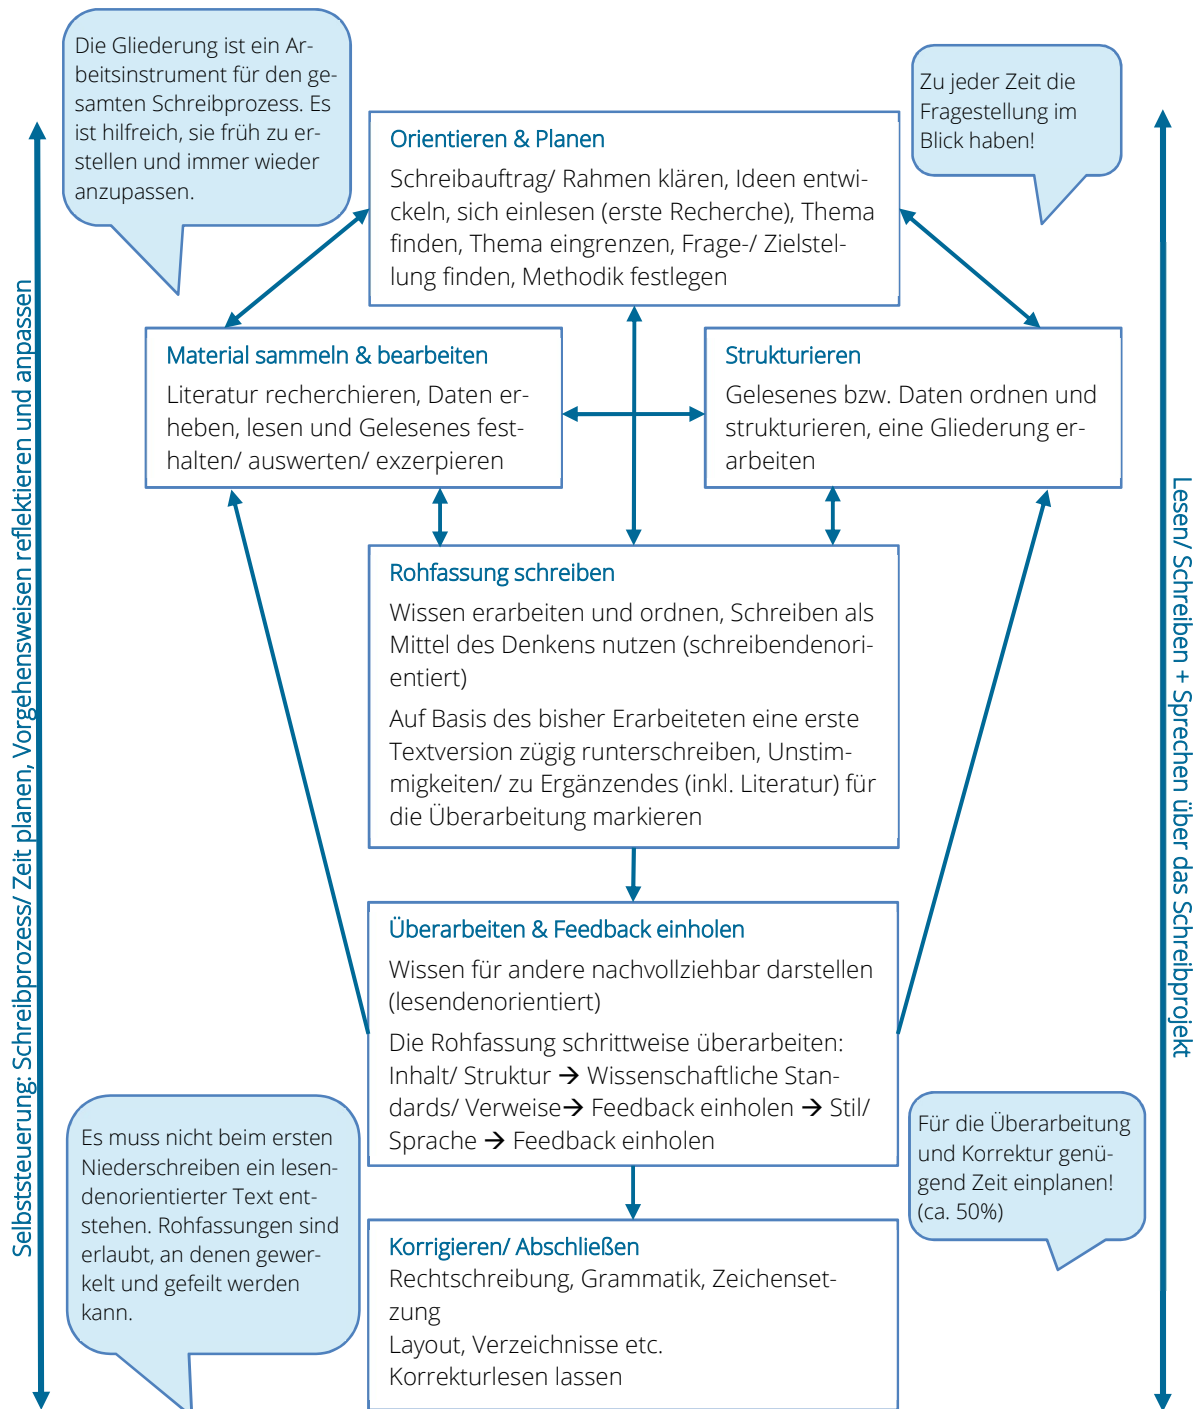 Die Gliederung ist ein Ar-
beitsinstrument für den ge-
samten Schreibprozess. Es
ist hilfreich, sie früh zu er-
stellen und immer wieder
anzupassen.
Zu jeder Zeit die
Fragestellung im
Blick haben!
Orientieren & Planen
Schreibauftrag/ Rahmen klären, Ideen entwi-
ckeln, sich einlesen (erste Recherche), Thema
finden, Thema eingrenzen, Frage-/ Zielstel-
lung finden, Methodik festlegen
Selbststeuerung: Schreibprozess/ Zeit planen, Vorgehensweisen reflektieren und anpassen
Material sammeln & bearbeiten
Literatur recherchieren, Daten er-
heben, lesen und Gelesenes fest-
halten/ auswerten/ exzerpieren
Strukturieren
Gelesenes bzw. Daten ordnen und
strukturieren, eine Gliederung er-
arbeiten
Lesen/ Schreiben + Sprechen über das Schreibprojekt
Rohfassung schreiben
Wissen erarbeiten und ordnen, Schreiben als
Mittel des Denkens nutzen (schreibendenori-
entiert)
Auf Basis des bisher Erarbeiteten eine erste
Textversion zügig runterschreiben, Unstim-
migkeiten/ zu Ergänzendes (inkl. Literatur) für
die Überarbeitung markieren
Überarbeiten & Feedback einholen
Wissen für andere nachvollziehbar darstellen
(lesendenorientiert)
Die Rohfassung schrittweise überarbeiten:
Inhalt/ Struktur → Wissenschaftliche Stan-
dards/ Verweise→ Feedback einholen → Stil/
Sprache → Feedback einholen
Es muss nicht beim ersten
Niederschreiben ein lesen-
denorientierter Text ent-
stehen. Rohfassungen sind
erlaubt, an denen gewer-
kelt und gefeilt werden
kann.
Für die Überarbeitung
und Korrektur genü-
gend Zeit einplanen!
(ca. 50%)
Korrigieren/ Abschließen
Rechtschreibung, Grammatik, Zeichenset-
zung
Layout, Verzeichnisse etc.
Korrekturlesen lassen